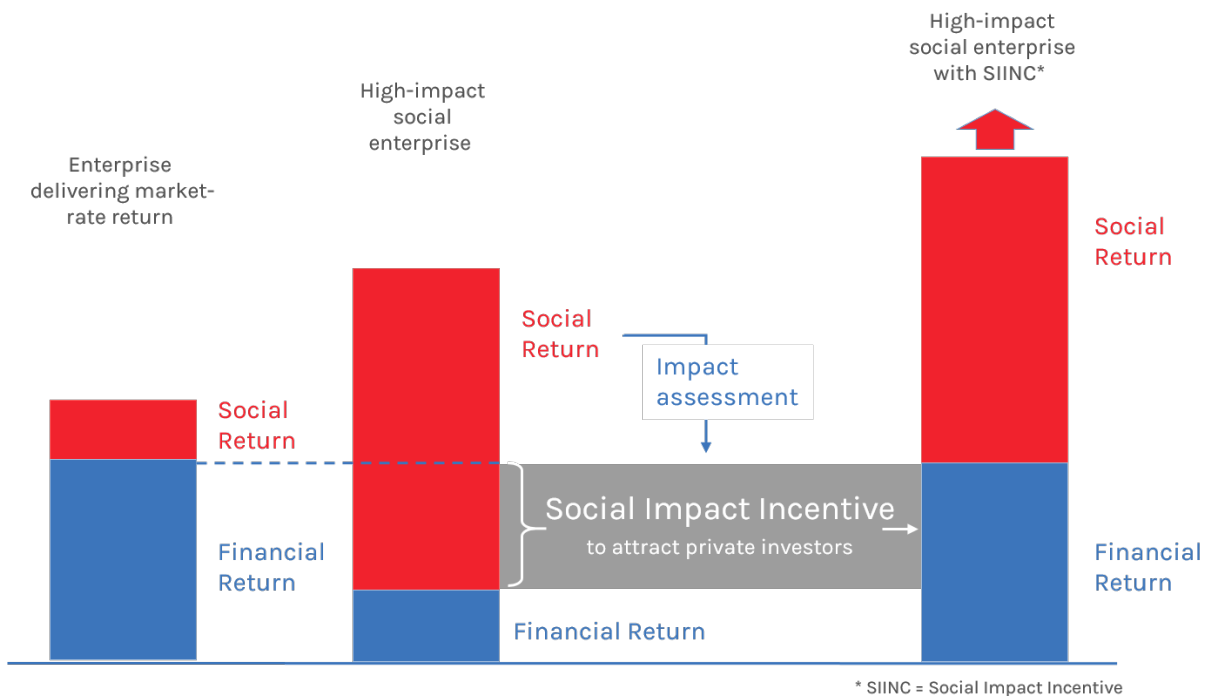 Enterprise
delivering market-
rate return
Social
Return
Financial
Return
High-impact
social
enterprise
Social
Return
Financial Return
Impact
assessment
Social Impact Incentive
to attract private investors
High-impact
social enterprise
with SIINC*
Social
Return
Financial
Return
* SIINC = Social Impact Incentive